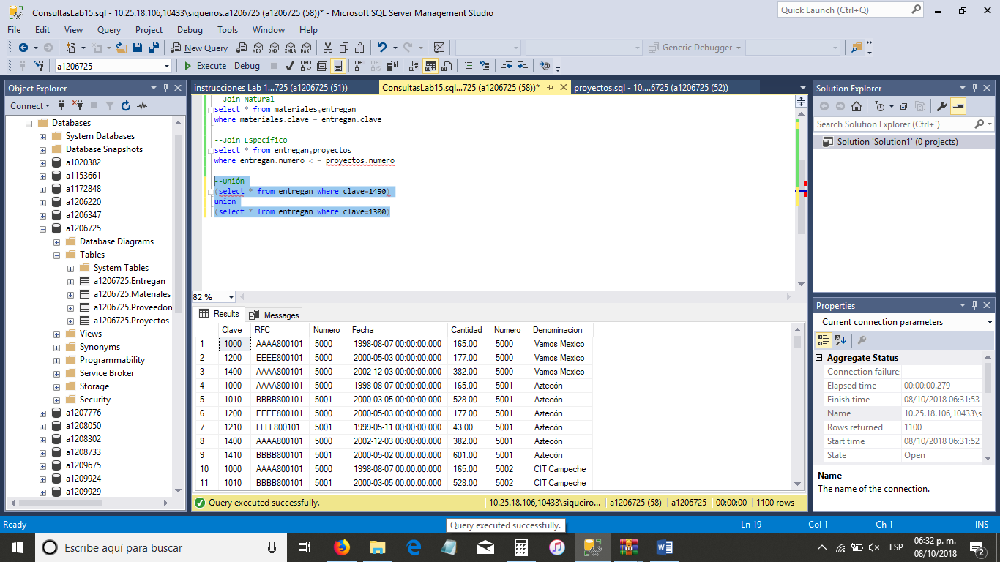 ConsultasLab15.sql - 10.25.18.106,10433\siqueiros.a1206725 (a1206725 (58))* - Microsoft SQL Server Management Studio
Quick Launch (Ctrl+Q)
File Edit View Query Project Debug Tools Window Help
New Query
MDX DMX XMLA DAX
Generic Debugger
a1206725
Execute Debug
Object Explorer
Connect
Databases
System Databases
Database Snapshots
a1020382
a1153661
a1172848
a1206220
a1206347
a1206725
Database Diagrams
Tables
System Tables
a1206725.Entregan
a1206725.Materiales
a1206725.Proveedore
a1206725.Proyectos
Views
Synonyms
Programmability
Service Broker
Storage
Security
a1207776
a1208050
a1208302
a1208733
a1209675
a1209924
a1209929
instrucciones Lab 1...725 (a1206725 (51))
ConsultasLab15.sql...725 (a1206725 (58))*
proyectos.sql - 10....6725 (a1206725 (52))
--Join Natural
select * from materiales,entregan
where materiales.clave = entregan.clave
--Join Específico
select * from entregan,proyectos
where entregan.numero < = proyectos.numero
--Unión
(select * from entregan where clave=1450)
union
(select * from entregan where clave=1300)
82 %
Results Messages
Clave RFC Numero Fecha Cantidad Numero Denominacion
1 1000 AAAA800101 5000 1998-08-07 00:00:00.000 165.00 5000 Vamos Mexico
2 1200 EEEE800101 5000 2000-05-03 00:00:00.000 177.00 5000 Vamos Mexico
3 1400 AAAA800101 5000 2002-12-03 00:00:00.000 382.00 5000 Vamos Mexico
4 1000 AAAA800101 5000 1998-08-07 00:00:00.000 165.00 5001 Aztecón
5 1010 BBBB800101 5001 2000-03-05 00:00:00.000 528.00 5001 Aztecón
6 1200 EEEE800101 5000 2000-05-03 00:00:00.000 177.00 5001 Aztecón
7 1210 FFFF800101 5001 1999-05-11 00:00:00.000 43.00 5001 Aztecón
8 1400 AAAA800101 5000 2002-12-03 00:00:00.000 382.00 5001 Aztecón
9 1410 BBBB800101 5001 2000-05-02 00:00:00.000 601.00 5001 Aztecón
10 1000 AAAA800101 5000 1998-08-07 00:00:00.000 165.00 5002 CIT Campeche
11 1010 BBBB800101 5001 2000-03-05 00:00:00.000 528.00 5002 CIT Campeche
Query executed successfully.
10.25.18.106,10433\siqueiro... a1206725 (58) a1206725 00:00:00 1100 rows
Solution Explorer
Search Solution Explorer (Ctrl+´)
Solution 'Solution1' (0 projects)
Properties
Current connection parameters
Aggregate Status
Connection failures
Elapsed time 00:00:00.279
Finish time 08/10/2018 06:31:53
Name 10.25.18.106,10433\s
Rows returned 1100
Start time 08/10/2018 06:31:52
State Open
Name
The name of the connection.
Ready
Query executed successfully.
Ln 19 Col 1 Ch 1 INS
Escribe aquí para buscar
ESP
06:32 p. m.
08/10/2018
2